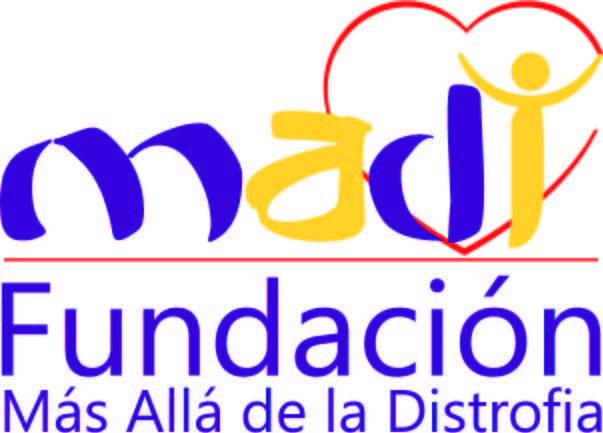 madi
Fundación
Más Allá de la Distrofia